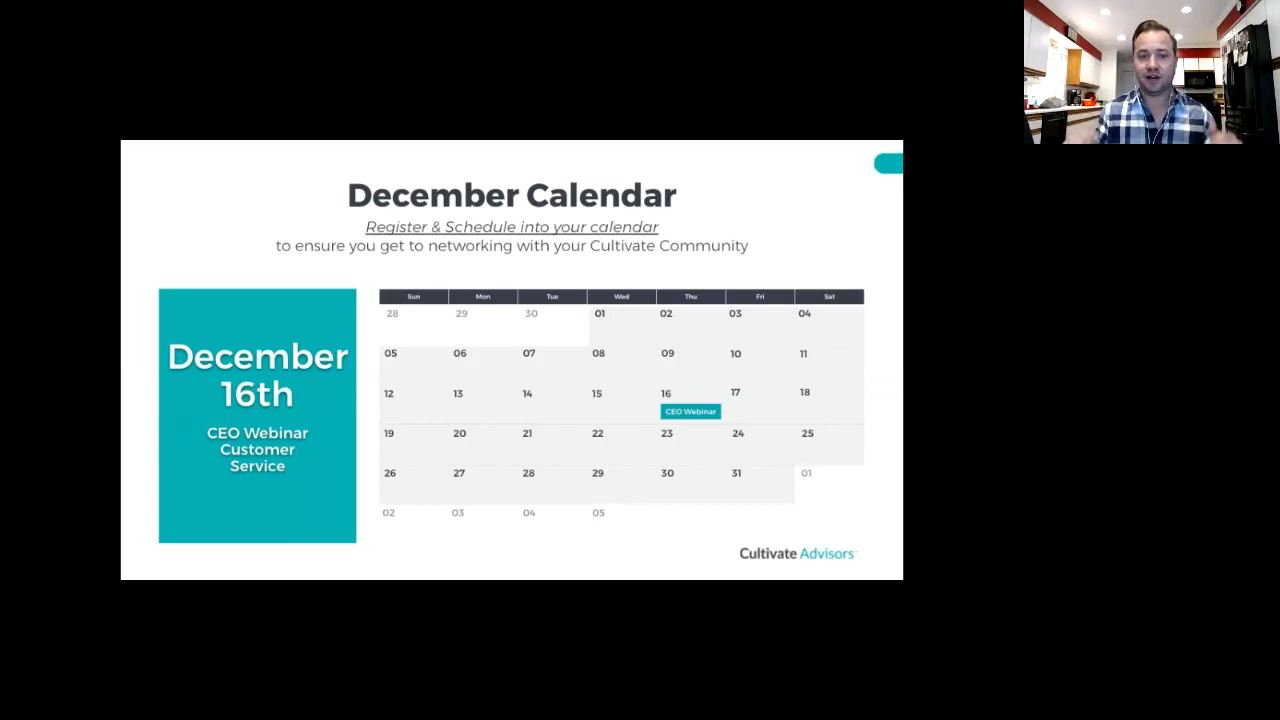 December Calendar
Register & Schedule into your calendar
to ensure you get to networking with your Cultivate Community
December
16th
CEO Webinar
Customer
Service
Sun Mon Tue Wed Thu Fri Sat
28 29 30 01 02 03 04
05 06 07 08 09 10 11
12 13 14 15 16 17 18
CEO Webinar
19 20 21 22 23 24 25
26 27 28 29 30 31 01
02 03 04 05
Cultivate Advisors